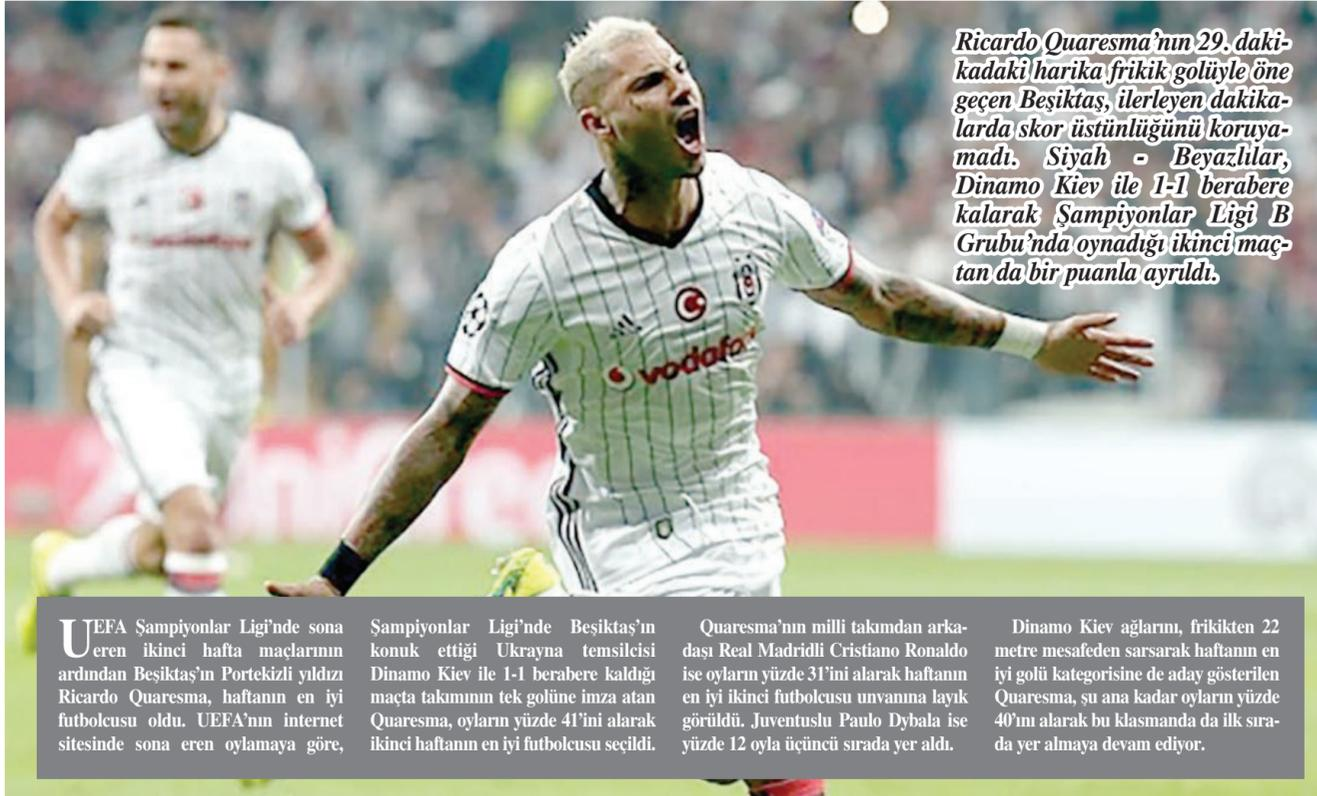 Ricardo Quaresma’nın 29. daki-
kadaki harika frikik golüyle öne
geçen Beşiktaş, ilerleyen dakika-
larda skor üstünlüğünü koruya-
madı. Siyah - Beyazlılar,
Dinamo Kiev ile 1-1 berabere
kalarak Şampiyonlar Ligi B
Grubu’nda oynadığı ikinci maç-
tan da bir puanla ayrıldı.
vodafo
UEFA Şampiyonlar Ligi’nde sona
eren ikinci hafta maçlarının
ardından Beşiktaş’ın Portekizli yıldızı
Ricardo Quaresma, haftanın en iyi
futbolcusu oldu. UEFA’nın internet
sitesinde sona eren oylamaya göre,
Şampiyonlar Ligi’nde Beşiktaş’ın
konuk ettiği Ukrayna temsilcisi
Dinamo Kiev ile 1-1 berabere kaldığı
maçta takımının tek golüne imza atan
Quaresma, oyların yüzde 41’ini alarak
ikinci haftanın en iyi futbolcusu seçildi.
Quaresma’nın milli takımdan arka-
daşı Real Madridli Cristiano Ronaldo
ise oyların yüzde 31’ini alarak haftanın
en iyi ikinci futbolcusu unvanına layık
görüldü. Juventuslu Paulo Dybala ise
yüzde 12 oyla üçüncü sırada yer aldı.
Dinamo Kiev ağlarını, frikikten 22
metre mesafeden sarsarak haftanın en
iyi golü kategorisine de aday gösterilen
Quaresma, şu ana kadar oyların yüzde
40’ını alarak bu klasmanda da ilk sıra-
da yer almaya devam ediyor.